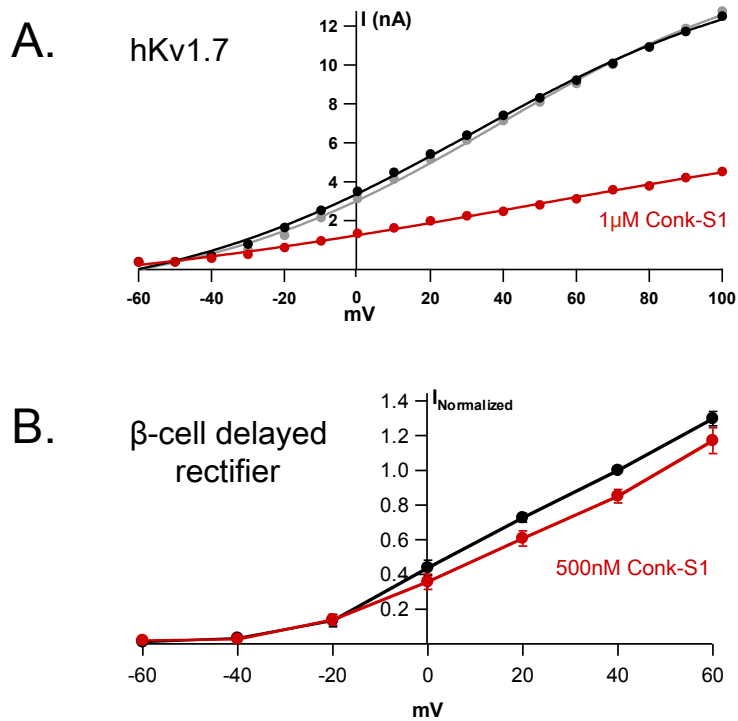 A.
hKv1.7
I (nA)
12
10
8
6
4
2
1µM Conk-S1
-60 -40 -20 0 20 40 60 80 100
mV
B.
β-cell delayed
rectifier
I Normalized
1.4
1.2
1.0
0.8
0.6
0.4
0.2
500nM Conk-S1
-60 -40 -20 0 20 40 60
mV